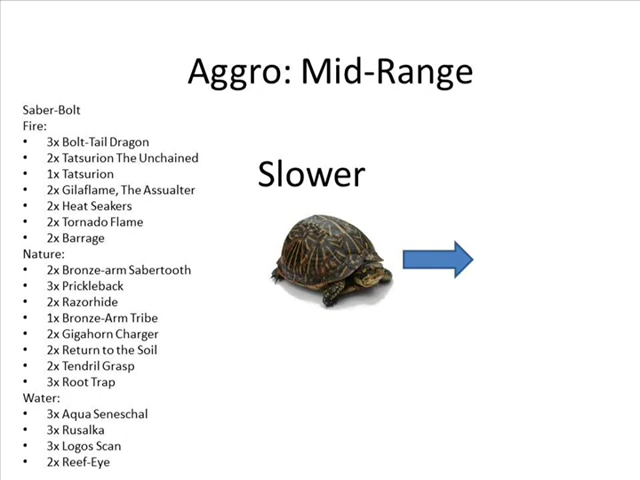 Aggro: Mid-Range
Saber-Bolt
Fire:
• 3x Bolt-Tail Dragon
• 2x Tatsurion The Unchained
• 1x Tatsurion
• 2x Gilaflame, The Assualter
• 2x Heat Seakers
• 2x Tornado Flame
• 2x Barrage
Nature:
• 2x Bronze-arm Sabertooth
• 3x Prickleback
• 2x Razorhide
• 1x Bronze-Arm Tribe
• 2x Gigahorn Charger
• 2x Return to the Soil
• 2x Tendril Grasp
• 3x Root Trap
Water:
• 3x Aqua Seneschal
• 3x Rusalka
• 3x Logos Scan
• 2x Reef-Eye
Slower